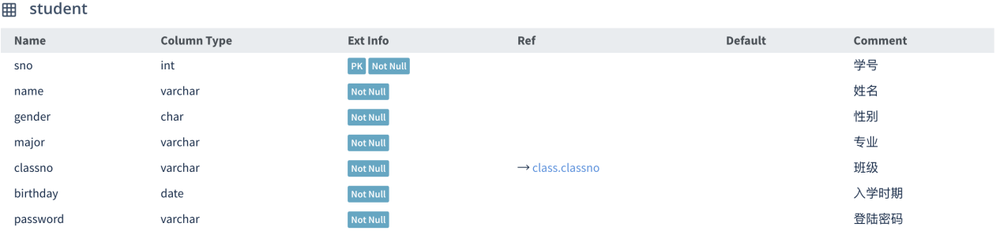 student
Name Column Type Ext Info Ref Default Comment
sno int PK Not Null 学号
name varchar Not Null 姓名
gender char Not Null 性别
major varchar Not Null 专业
classno varchar Not Null → class.classno 班级
birthday date Not Null 入学时期
password varchar Not Null 登陆密码